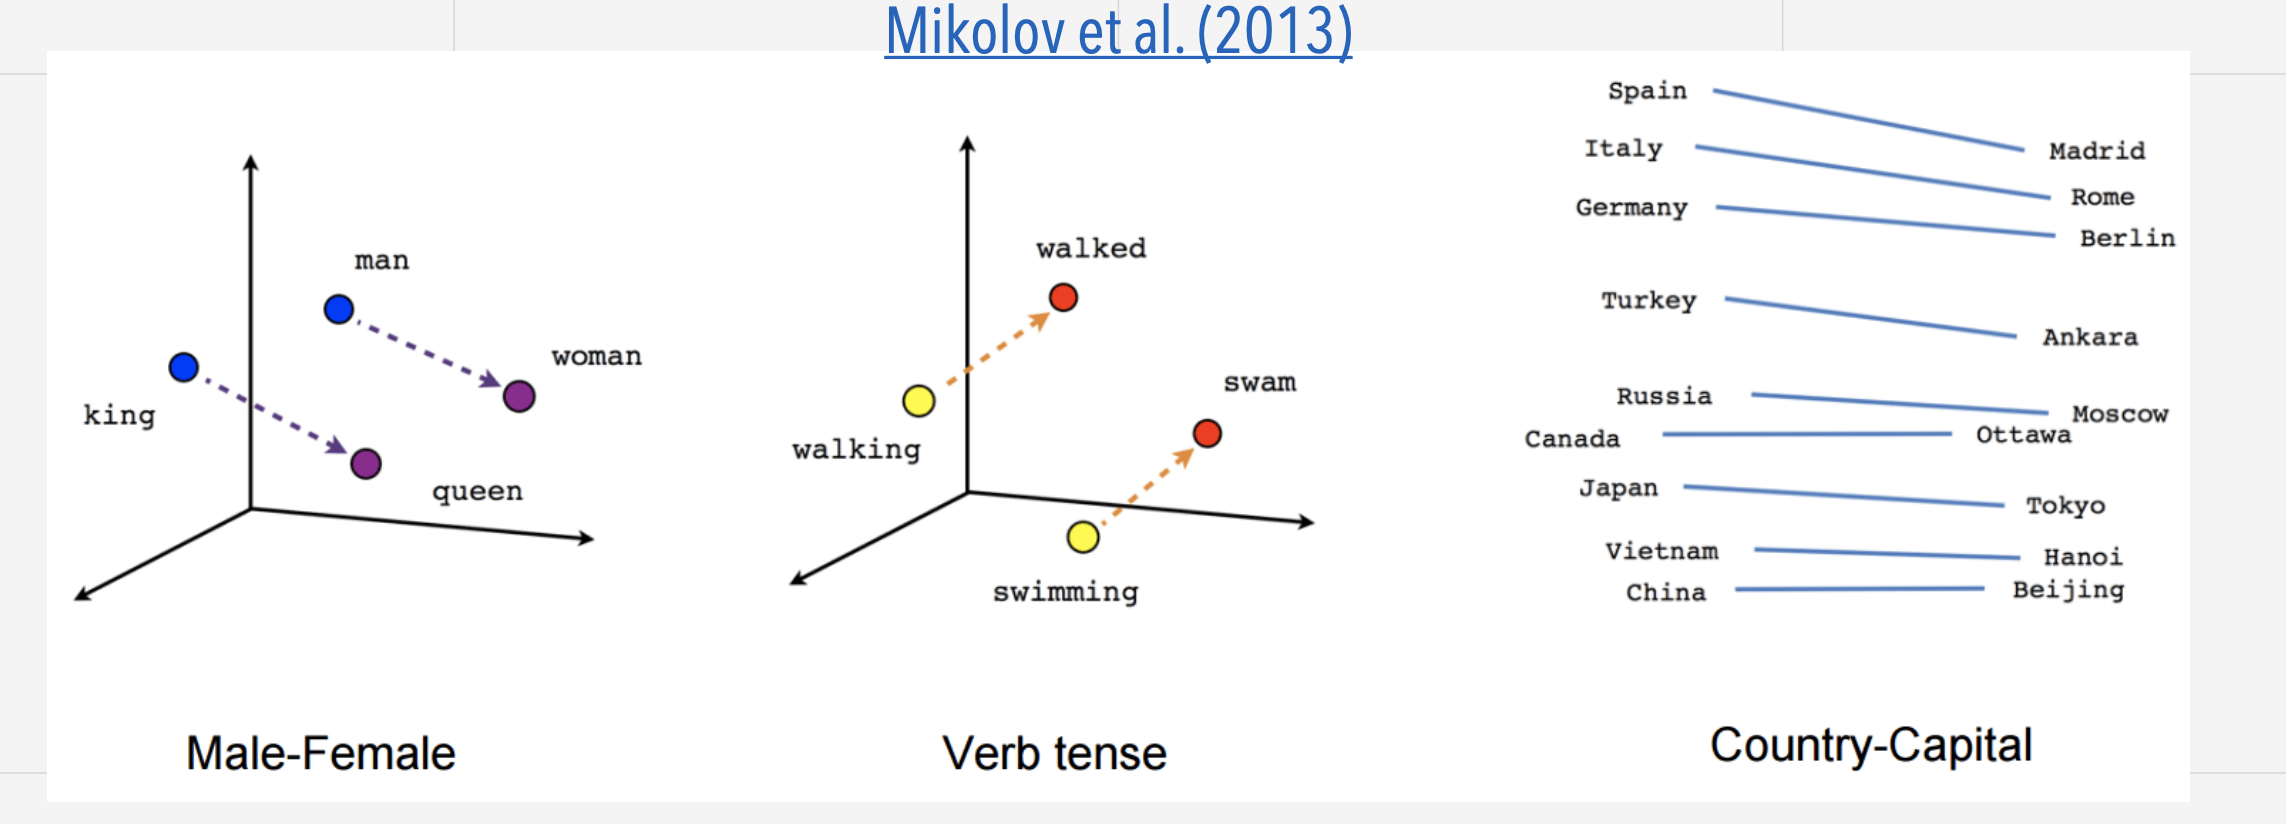 Mikolov et al. (2013)
man
woman
king
queen
Male-Female
walked
walking
swam
swimming
Verb tense
Spain
Madrid
Italy
Rome
Germany
Berlin
Turkey
Ankara
Russia
Moscow
Canada
Ottawa
Japan
Tokyo
Vietnam
Hanoi
China
Beijing
Country-Capital